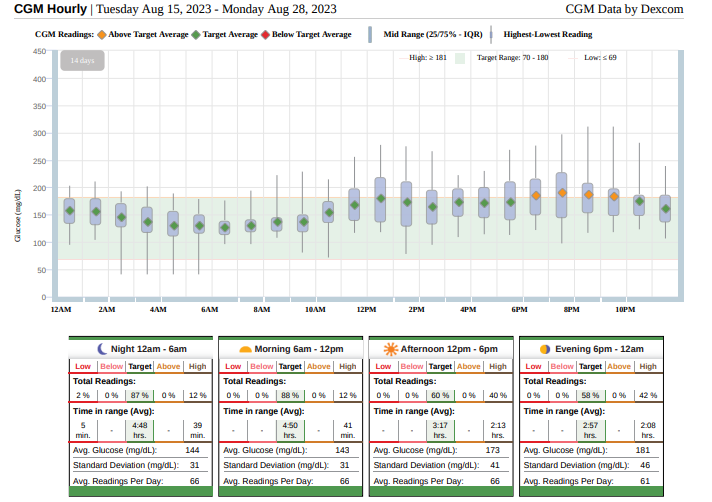 CGM Hourly | Tuesday Aug 15, 2023 - Monday Aug 28, 2023 CGM Data by Dexcom
CGM Readings: Above Target Average Target Average Below Target Average Mid Range (25/75% - IQR) Highest-Lowest Reading
14 days
High: ≥ 181 Target Range: 70 - 180 Low: ≤ 69
Glucose (mg/dL)
450
400
350
300
250
200
150
100
50
0
12AM 2AM 4AM 6AM 8AM 10AM 12PM 2PM 4PM 6PM 8PM 10PM
Night 12am - 6am
Low Below Target Above High
Total Readings:
2 % 0 % 87 % 0 % 12 %
Time in range (Avg):
5 min. - 4:48 hrs. - 39 min.
Avg. Glucose (mg/dL): 144
Standard Deviation (mg/dL): 31
Avg. Readings Per Day: 66
Morning 6am - 12pm
Low Below Target Above High
Total Readings:
0 % 0 % 88 % 0 % 12 %
Time in range (Avg):
- - 4:50 hrs. - 41 min.
Avg. Glucose (mg/dL): 143
Standard Deviation (mg/dL): 31
Avg. Readings Per Day: 66
Afternoon 12pm - 6pm
Low Below Target Above High
Total Readings:
0 % 0 % 60 % 0 % 40 %
Time in range (Avg):
- - 3:17 hrs. - 2:13 hrs.
Avg. Glucose (mg/dL): 173
Standard Deviation (mg/dL): 41
Avg. Readings Per Day: 66
Evening 6pm - 12am
Low Below Target Above High
Total Readings:
0 % 0 % 58 % 0 % 42 %
Time in range (Avg):
- - 2:57 hrs. - 2:08 hrs.
Avg. Glucose (mg/dL): 181
Standard Deviation (mg/dL): 46
Avg. Readings Per Day: 61